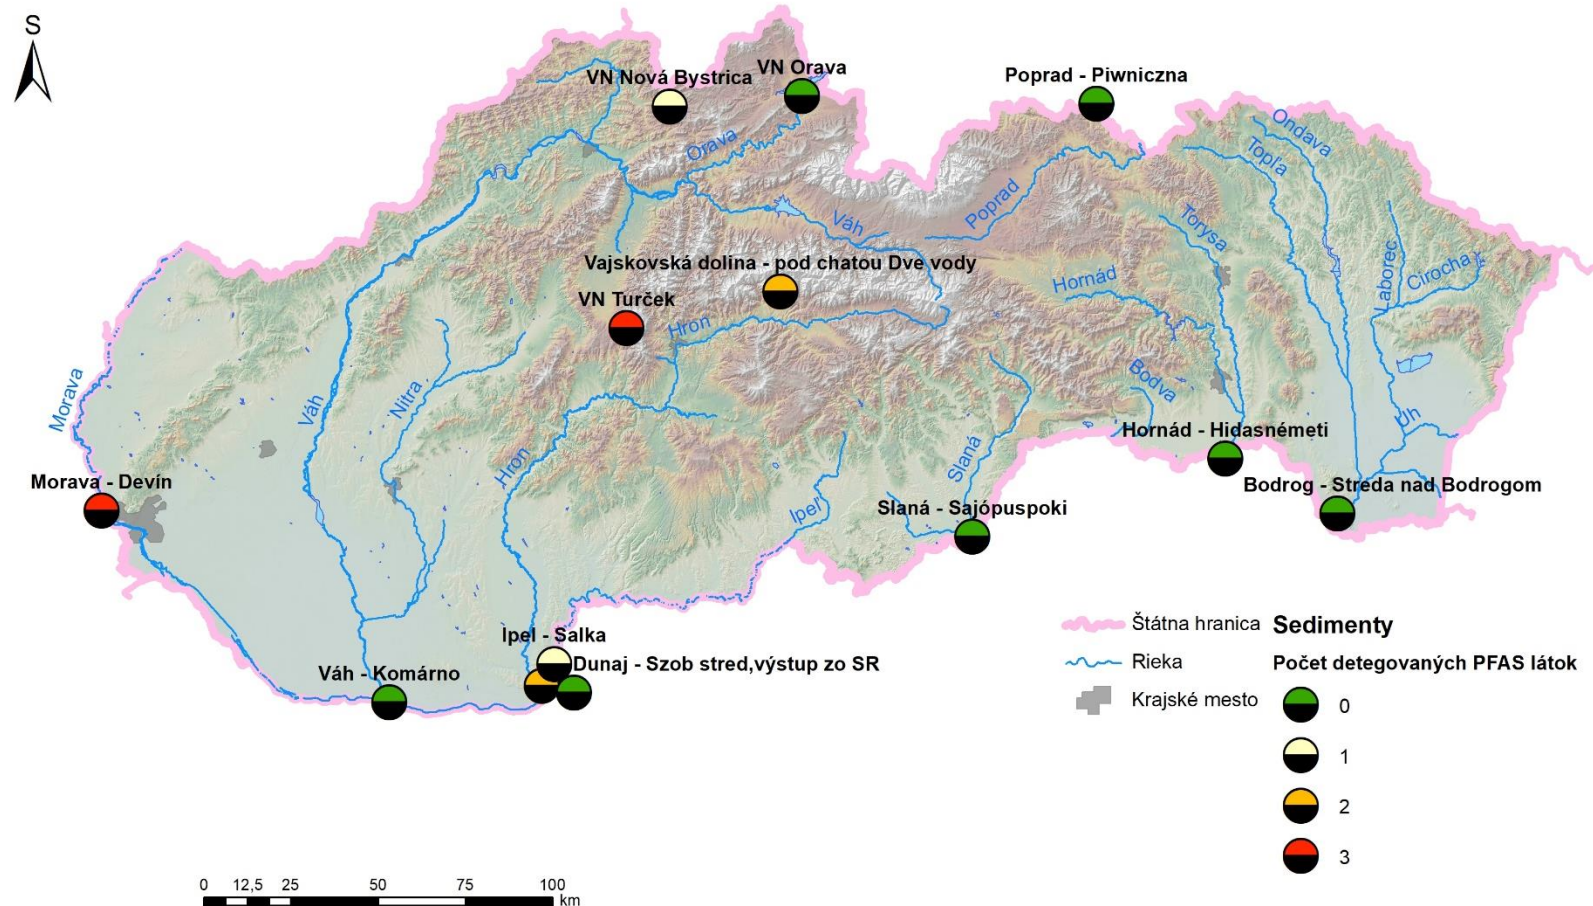 S
VN Nová Bystrica
VN Orava
Poprad - Piwniczna
Orava
Ondava
Topľa
Poprad
Torysa
Váh
Laborec
Cirocha
Vajskovská dolina - pod chatou Dve vody
VN Turček
Hron
Hornád
Morava
Váh
Nitra
Bodva
Uh
Hornád - Hidasnémeti
Morava - Devín
Hron
Slaná
Bodrog - Streda nad Bodrogom
Ipeľ
Slaná - Sajópuspoki
Ipel - Salka
Dunaj - Szob stred,výstup zo SR
Váh - Komárno
Štátna hranica
Rieka
Krajské mesto
Sedimenty
Počet detegovaných PFAS látok
0
1
2
3
0 12,5 25 50 75 100
km